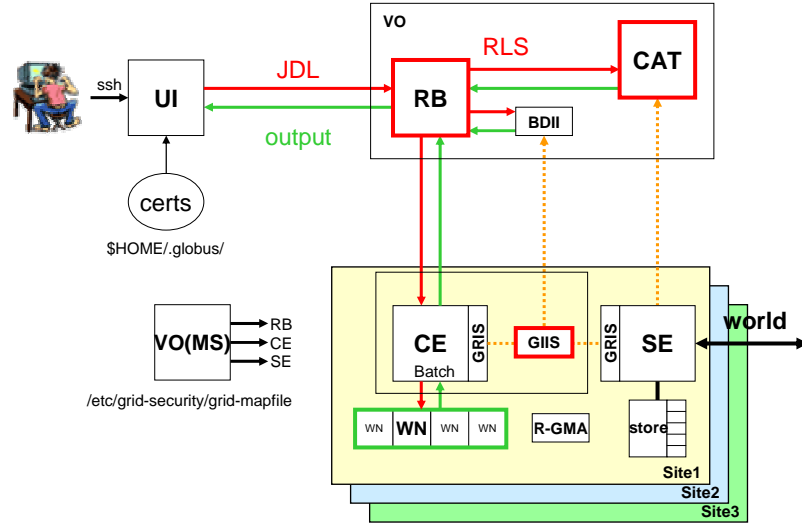 VO
RLS
CAT
JDL
ssh
UI
RB
BDII
output
certs
$HOME/.globus/
VO(MS)
RB
CE
SE
/etc/grid-security/grid-mapfile
CE
GRIS
Batch
GIIS
GRIS
SE
world
WN
WN
WN
WN
R-GMA
store
Site1
Site2
Site3